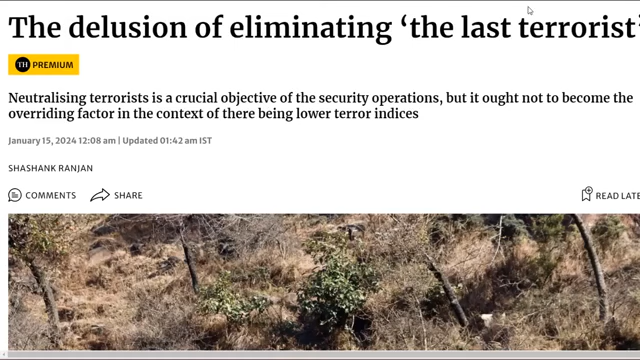 The delusion of eliminating ‘the last terrorist’
TH PREMIUM
Neutralising terrorists is a crucial objective of the security operations, but it ought not to become the
overriding factor in the context of there being lower terror indices
January 15, 2024 12:08 am | Updated 01:42 am IST
SHASHANK RANJAN
COMMENTS SHARE READ LATE